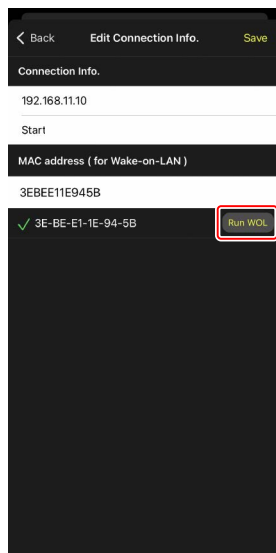 Back Edit Connection Info. Save
Connection Info.
192.168.11.10
Start
MAC address ( for Wake-on-LAN )
3EBEE11E945B
3E-BE-E1-1E-94-5B Run WOL